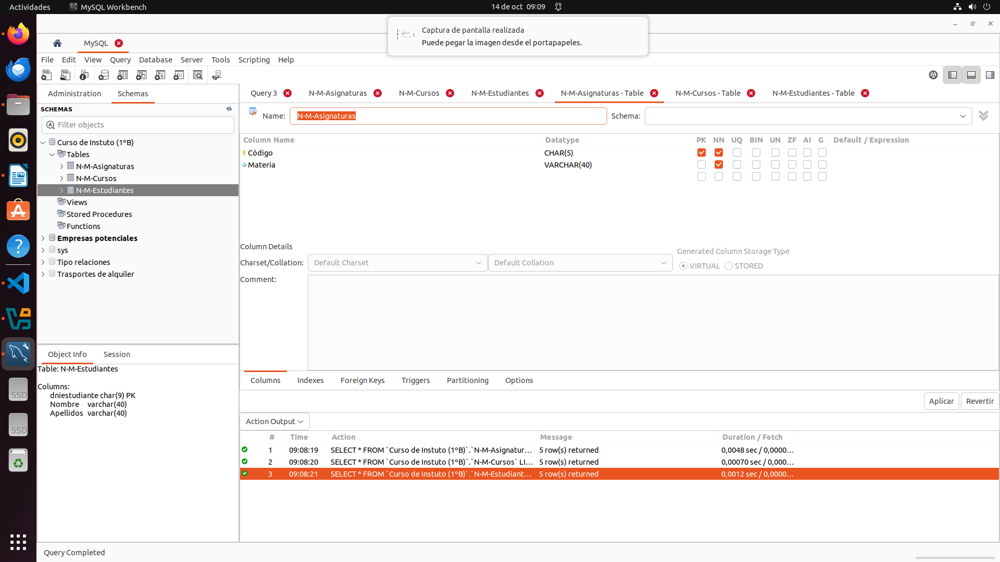 Actividades MySQL Workbench 14 de oct 09:09
Captura de pantalla realizada
Puede pegar la imagen desde el portapapeles.
MySQL
File Edit View Query Database Server Tools Scripting Help
Administration Schemas
Query 3 N-M-Asignaturas N-M-Cursos N-M-Estudiantes N-M-Asignaturas - Table N-M-Cursos - Table N-M-Estudiantes - Table
SCHEMAS
Filter objects
Curso de Instuto (1ºB)
Tables
N-M-Asignaturas
N-M-Cursos
N-M-Estudiantes
Views
Stored Procedures
Functions
Empresas potenciales
sys
Tipo relaciones
Trasportes de alquiler
Name: N-M-Asignaturas Schema:
Column Name Datatype PK NN UQ BIN UN ZF AI G Default / Expression
Código CHAR(5)
Materia VARCHAR(40)
Column Details
Charset/Collation: Default Charset Default Collation
Generated Column Storage Type
VIRTUAL STORED
Comment:
Columns Indexes Foreign Keys Triggers Partitioning Options
Aplicar Revertir
Object Info Session
Table: N-M-Estudiantes
Columns:
dniestudiante char(9) PK
Nombre varchar(40)
Apellidos varchar(40)
Action Output
# Time Action Message Duration / Fetch
1 09:08:19 SELECT * FROM `Curso de Instuto (1ºB)`.`N-M-Asignatur... 5 row(s) returned 0,0048 sec / 0,0000...
2 09:08:20 SELECT * FROM `Curso de Instuto (1ºB)`.`N-M-Cursos` LI... 5 row(s) returned 0,00070 sec / 0,000...
3 09:08:21 SELECT * FROM `Curso de Instuto (1ºB)`.`N-M-Estudiant... 5 row(s) returned 0,0012 sec / 0,0000...
SSD
SSD
Query Completed